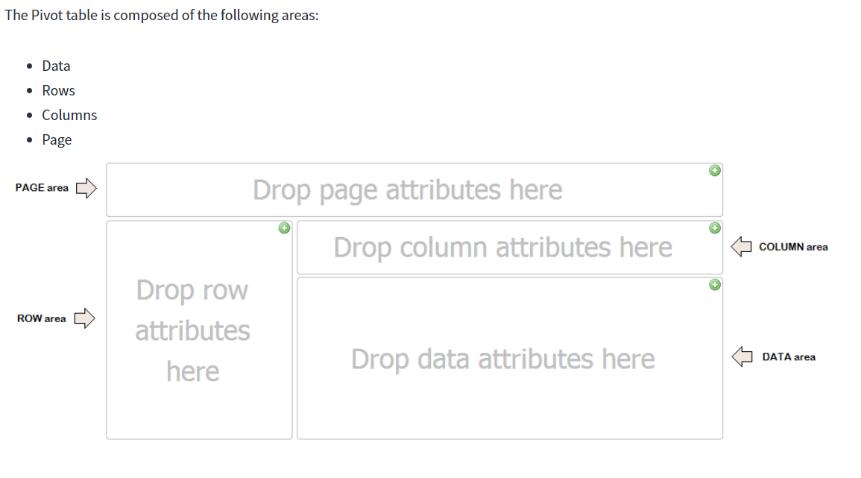 The Pivot table is composed of the following areas:
Data
Rows
Columns
Page
PAGE area
Drop page attributes here
Drop column attributes here
COLUMN area
ROW area
Drop row
attributes
here
Drop data attributes here
DATA area